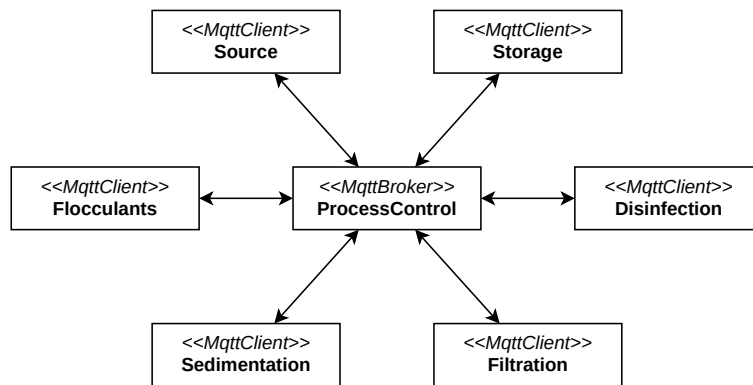 <<MqttClient>>
Source
<<MqttClient>>
Storage
<<MqttClient>>
Flocculants
<<MqttBroker>>
ProcessControl
<<MqttClient>>
Disinfection
<<MqttClient>>
Sedimentation
<<MqttClient>>
Filtration